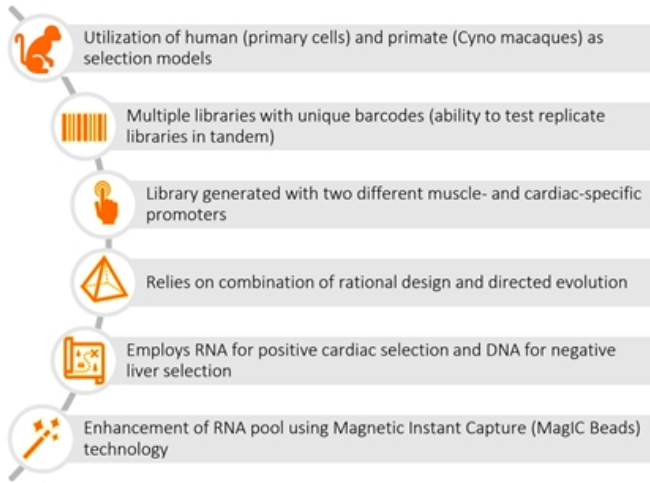 Utilization of human (primary cells) and primate (Cyno macaques) as
selection models
Multiple libraries with unique barcodes (ability to test replicate
libraries in tandem)
Library generated with two different muscle- and cardiac-specific
promoters
Relies on combination of rational design and directed evolution
Employs RNA for positive cardiac selection and DNA for negative
liver selection
Enhancement of RNA pool using Magnetic Instant Capture (MagIC Beads)
technology